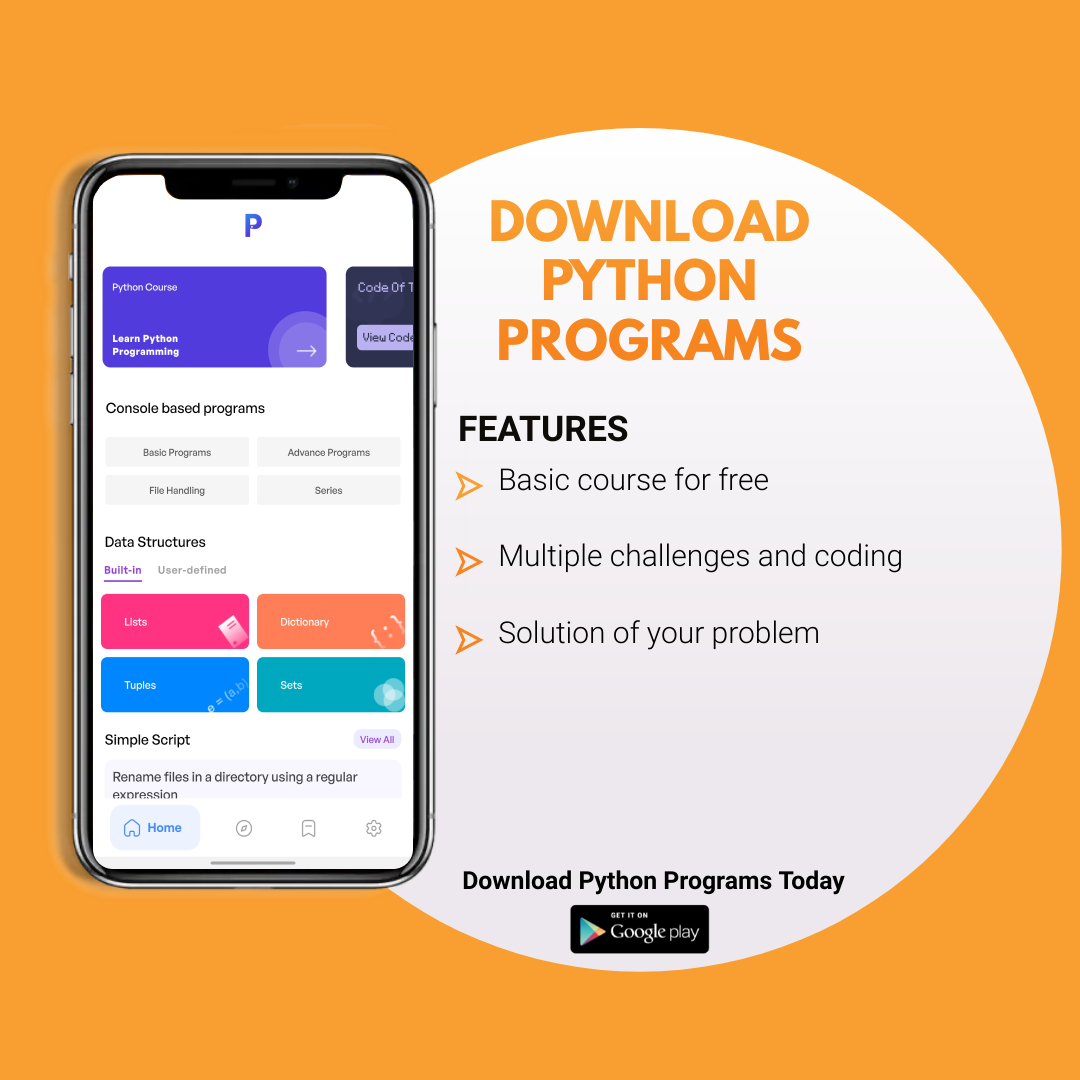 P
Python Course
Learn Python
Programming
Code Of T
View Code
Console based programs
Basic Programs
Advance Programs
File Handling
Series
Data Structures
Built-in
User-defined
Lists
Dictionary
{:}
Tuples
e = (a,b)
Sets
Simple Script
View All
Rename files in a directory using a regular
expression
Home
DOWNLOAD
PYTHON
PROGRAMS
FEATURES
Basic course for free
Multiple challenges and coding
Solution of your problem
Download Python Programs Today
GET IT ON
Google play